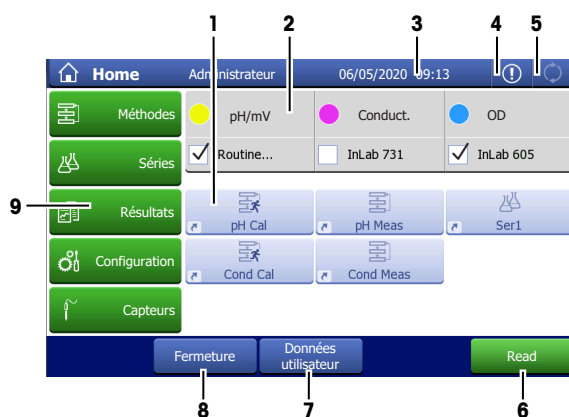 1
2
3
4
5
Home
Administrateur
06/05/2020 09:13
Méthodes
pH/mV
Conduct.
OD
Séries
Routine...
InLab 731
InLab 605
9
Résultats
pH Cal
pH Meas
Ser1
Configuration
Cond Cal
Cond Meas
Capteurs
Fermeture
Données
utilisateur
Read
8
7
6